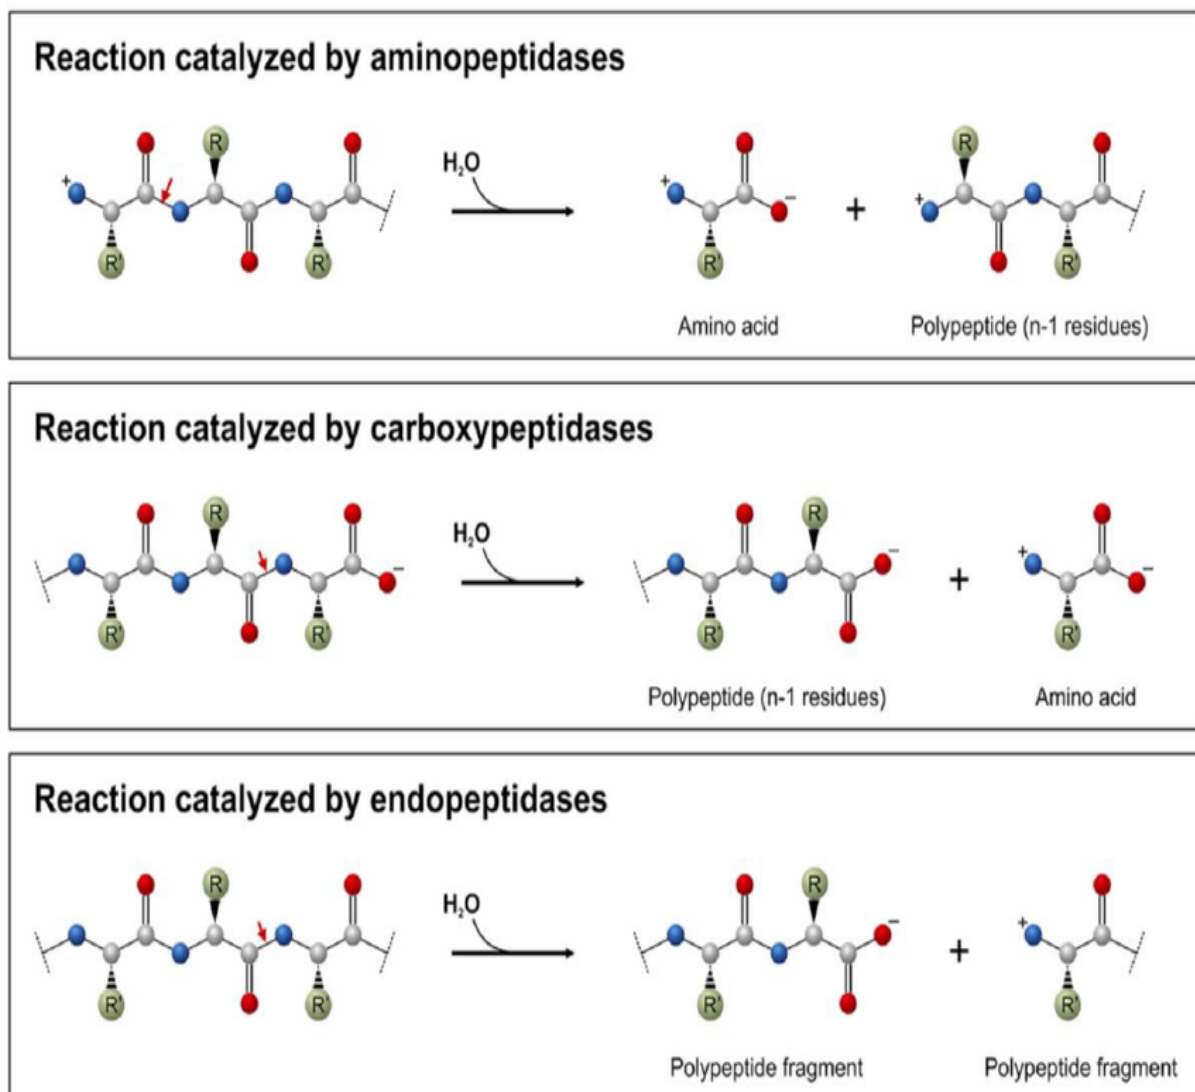 Reaction catalyzed by aminopeptidases
R R
H₂O
+ + + +
−
R' R' R' R'
Amino acid Polypeptide (n-1 residues)
Reaction catalyzed by carboxypeptidases
R R
H₂O
− − + + −
R' R' R' R'
Polypeptide (n-1 residues) Amino acid
Reaction catalyzed by endopeptidases
R R
H₂O
− + +
R' R' R' R'
Polypeptide fragment Polypeptide fragment